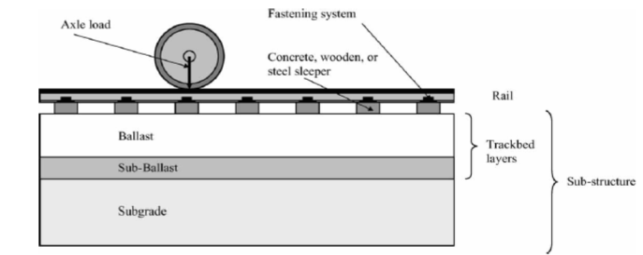 Fastening system
Axle load
Concrete, wooden, or
steel sleeper
Rail
Ballast
Trackbed
layers
Sub-Ballast
Sub-structure
Subgrade